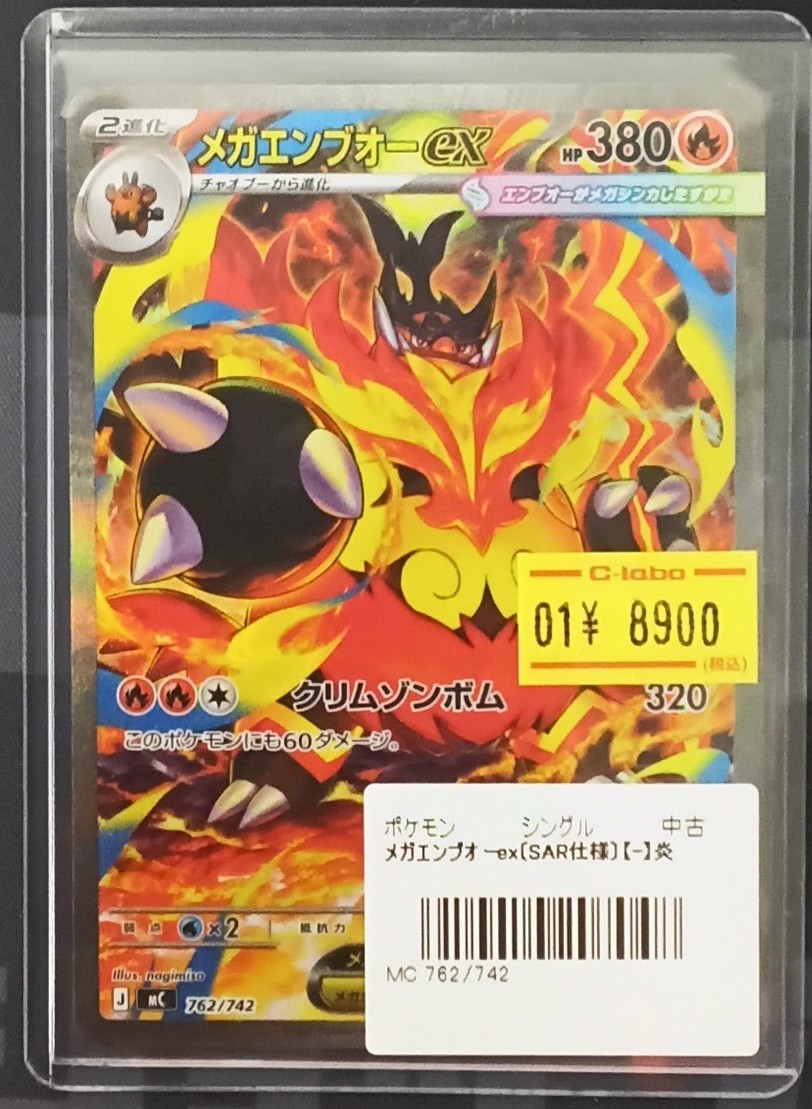 2進化
メガエンブオーex
HP380
チャオブーから進化
エンブオーがメガシンカしたすがた
C-labo
01¥ 8900
(税込)
クリムゾンボム 320
このポケモンにも60ダメージ。
ポケモン シングル 中古
メガエンブオーex〔SAR仕様〕【-】炎
MC 762/742
弱点 ×2 抵抗力
Illus. nagimiso
J MC 762/742